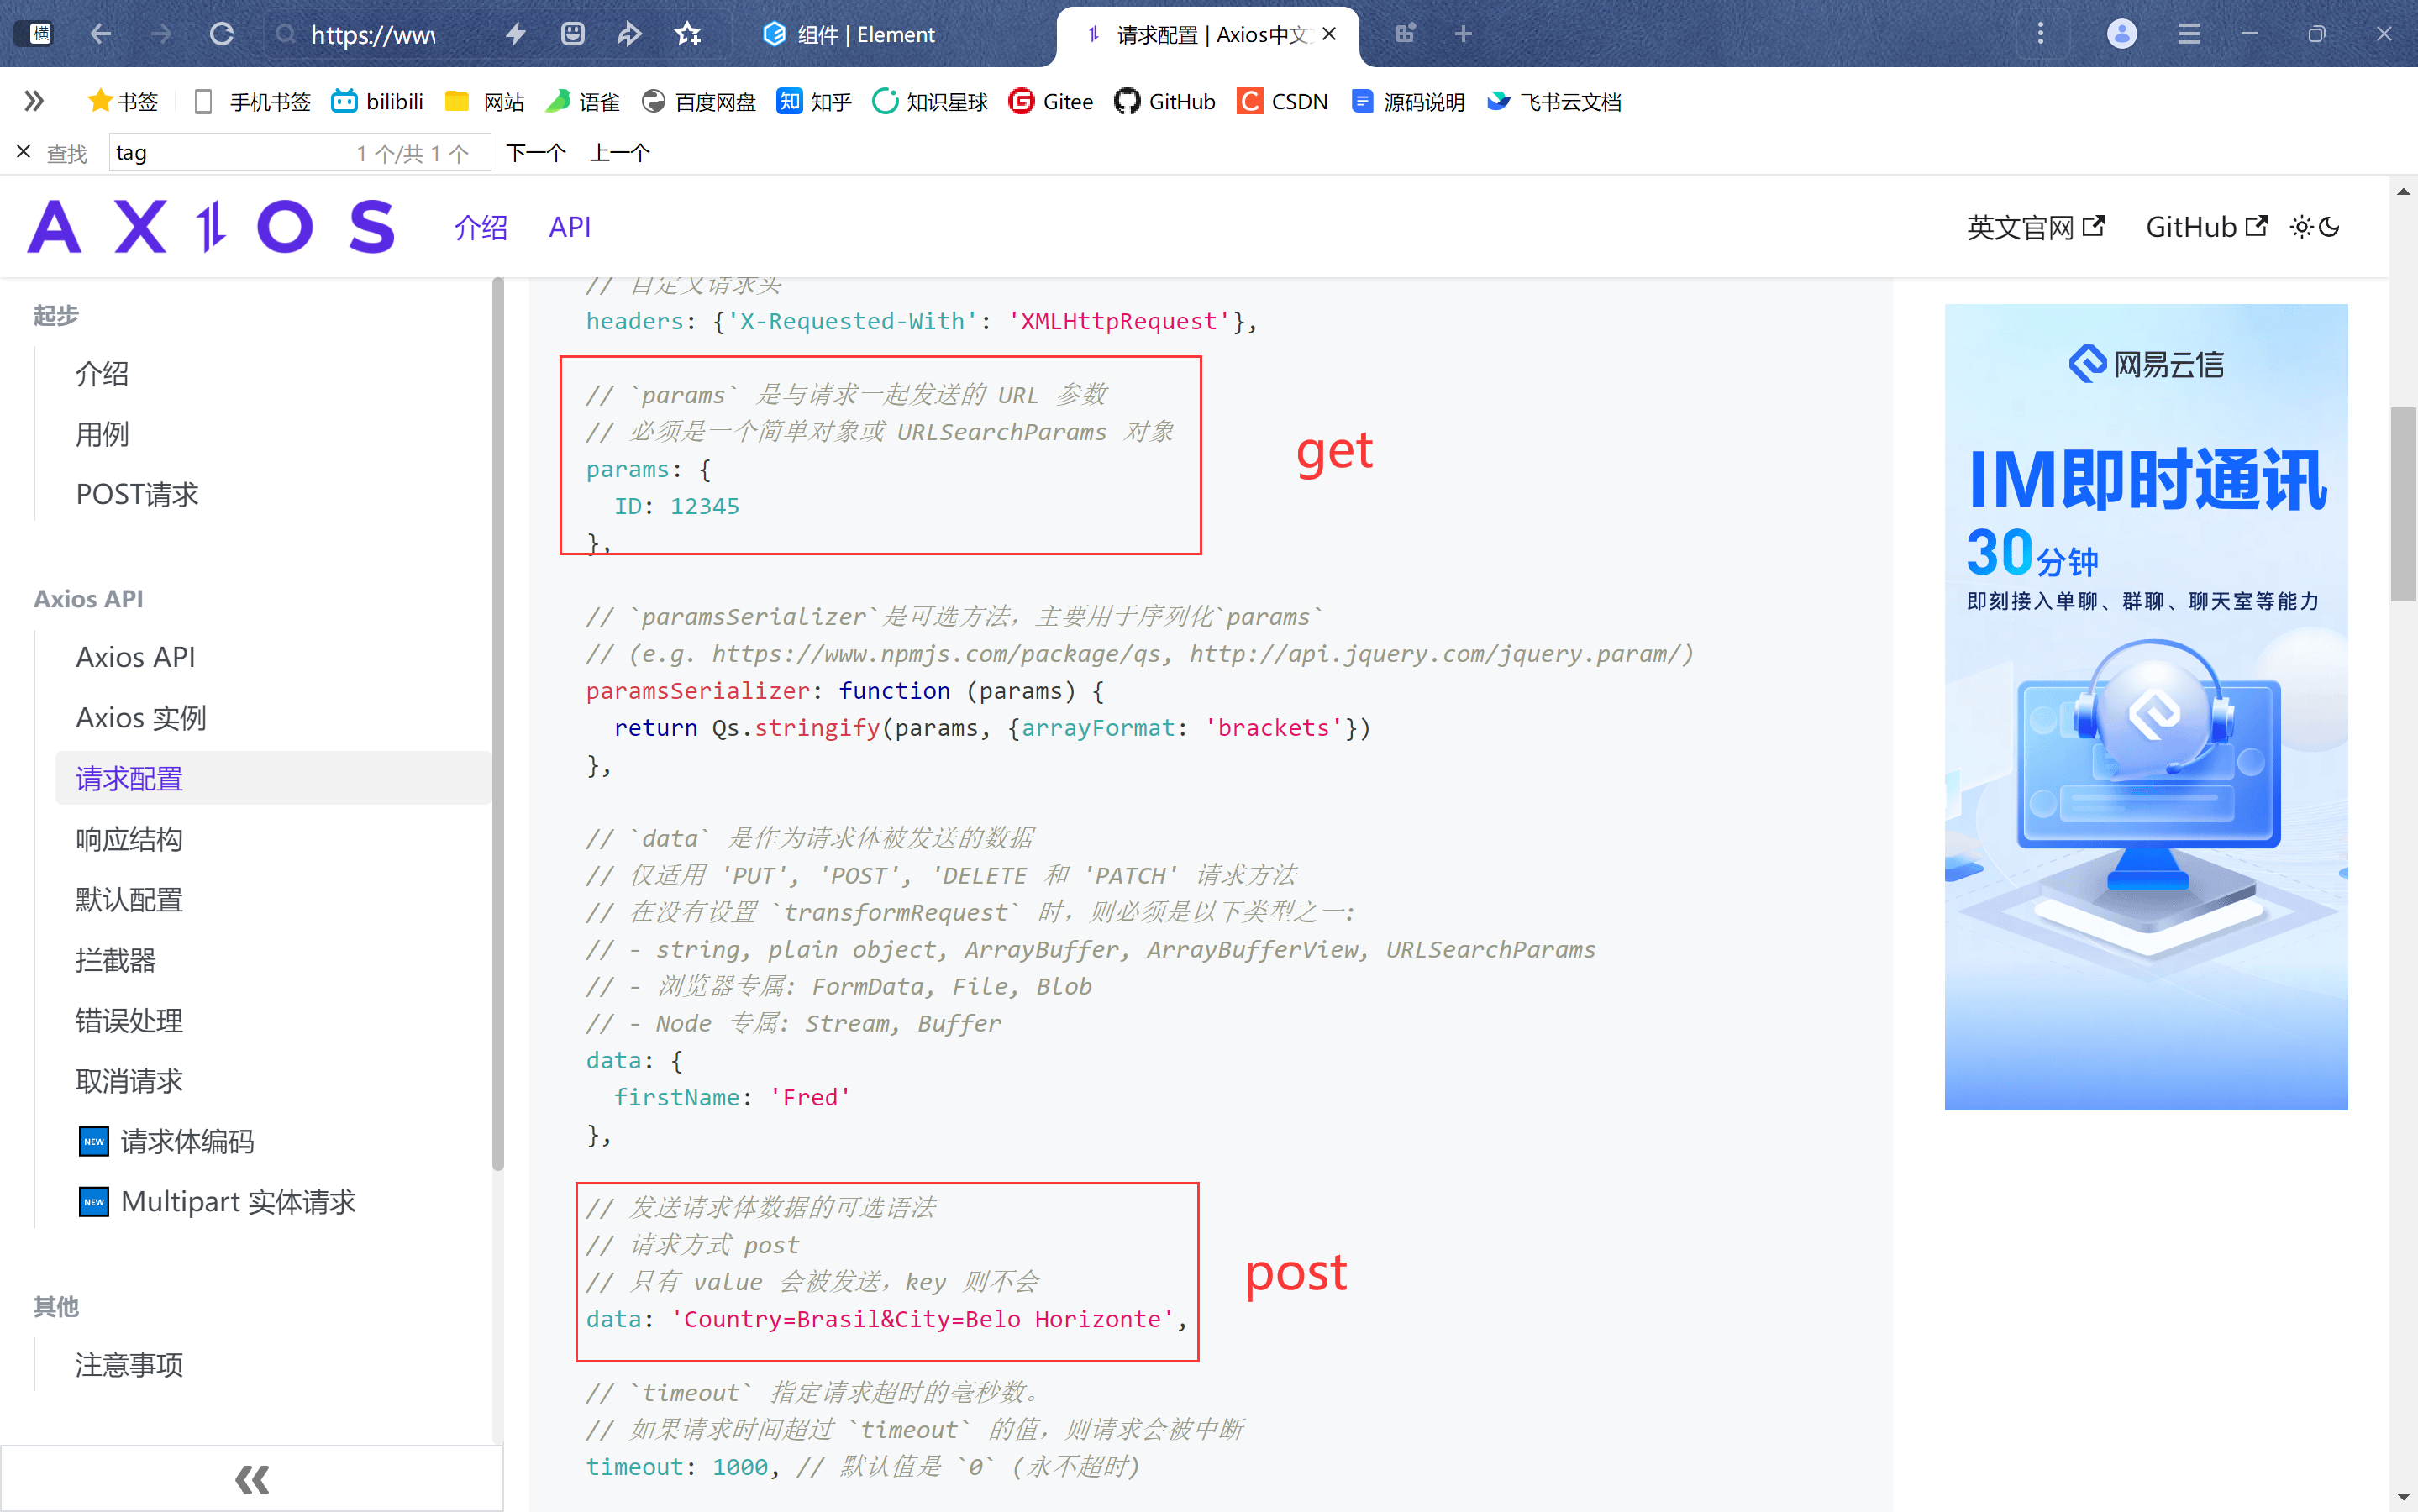 横
https://ww
组件 | Element
请求配置 | Axios中文
书签
手机书签
bilibili
网站
语雀
百度网盘
知 知乎
知识星球
Gitee
GitHub
CSDN
源码说明
飞书云文档
查找
tag
1 个/共 1 个
下一个
上一个
AXIOS
介绍
API
英文官网
GitHub
起步
介绍
用例
POST请求
Axios API
Axios API
Axios 实例
请求配置
响应结构
默认配置
拦截器
错误处理
取消请求
NEW 请求体编码
NEW Multipart 实体请求
其他
注意事项
// 自定义请求头
headers: {'X-Requested-With': 'XMLHttpRequest'},
// `params` 是与请求一起发送的 URL 参数
// 必须是一个简单对象或 URLSearchParams 对象
params: {
ID: 12345
},
get
// `paramsSerializer`是可选方法，主要用于序列化`params`
// (e.g. https://www.npmjs.com/package/qs, http://api.jquery.com/jquery.param/)
paramsSerializer: function (params) {
return Qs.stringify(params, {arrayFormat: 'brackets'})
},
// `data` 是作为请求体被发送的数据
// 仅适用 'PUT', 'POST', 'DELETE 和 'PATCH' 请求方法
// 在没有设置 `transformRequest` 时，则必须是以下类型之一:
// - string, plain object, ArrayBuffer, ArrayBufferView, URLSearchParams
// - 浏览器专属: FormData, File, Blob
// - Node 专属: Stream, Buffer
data: {
firstName: 'Fred'
},
// 发送请求体数据的可选语法
// 请求方式 post
// 只有 value 会被发送，key 则不会
data: 'Country=Brasil&City=Belo Horizonte',
post
// `timeout` 指定请求超时的毫秒数。
// 如果请求时间超过 `timeout` 的值，则请求会被中断
timeout: 1000, // 默认值是 `0` (永不超时)
网易云信
IM即时通讯
30分钟
即刻接入单聊、群聊、聊天室等能力